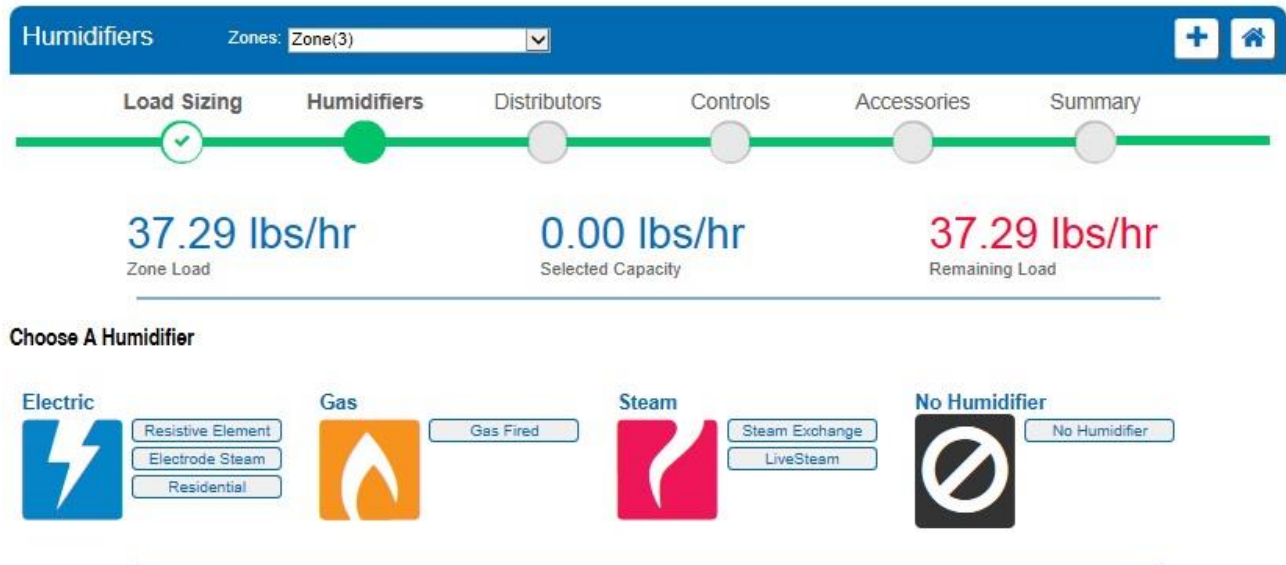 Humidifiers Zones: Zone(3)
Load Sizing Humidifiers Distributors Controls Accessories Summary
37.29 lbs/hr 0.00 lbs/hr 37.29 lbs/hr
Zone Load Selected Capacity Remaining Load
Choose A Humidifier
Electric Gas Steam No Humidifier
Resistive Element Gas Fired Steam Exchange No Humidifier
Electrode Steam LiveSteam
Residential